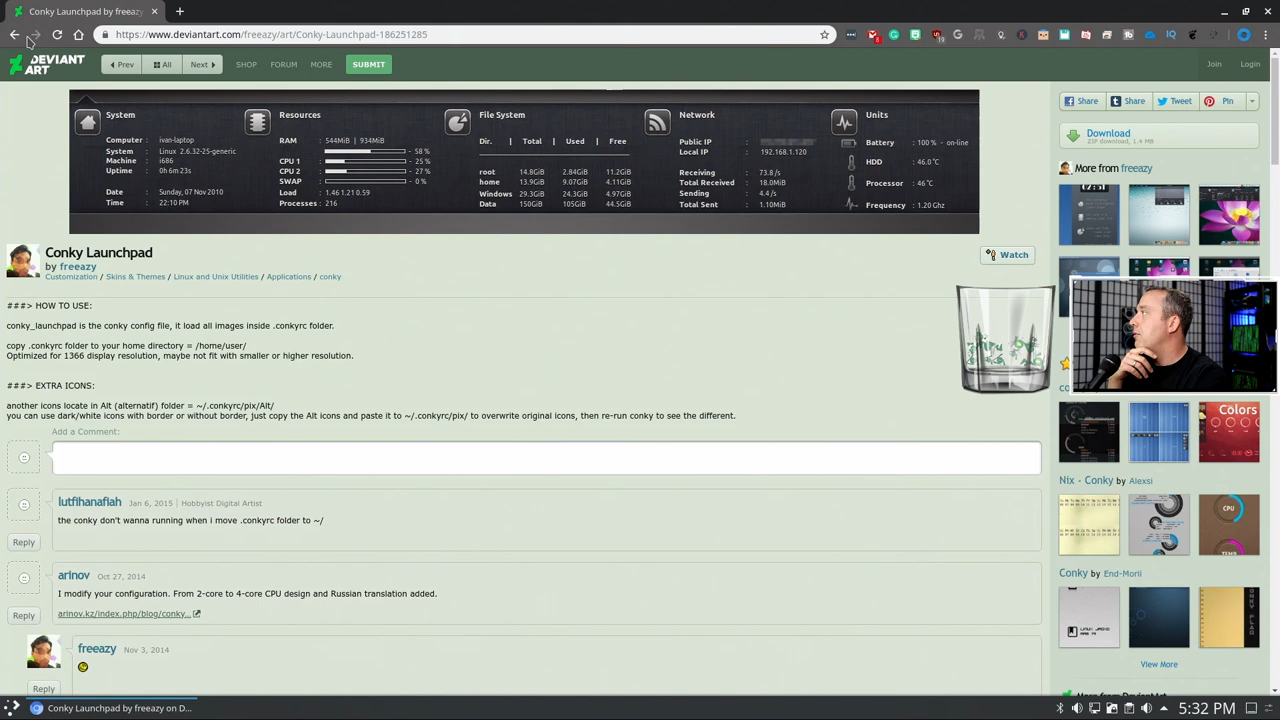 Conky Launchpad by freeazy
https://www.deviantart.com/freeazy/art/Conky-Launchpad-186251285
DEVIANT
ART
Prev
All
Next
SHOP
FORUM
MORE
SUBMIT
Join
Login
System
Computer : ivan-laptop
System : Linux 2.6.32-25-generic
Machine : i686
Uptime : 0h 6m 23s
Date : Sunday, 07 Nov 2010
Time : 22:10 PM
Resources
RAM : 544MiB | 934MiB
- 58 %
CPU 1 : - 25 %
CPU 2 : - 27 %
SWAP : - 0 %
Load : 1.46 1.21 0.59
Processes : 216
File System
Dir. : Total Used Free
root 14.8GiB 2.84GiB 11.2GiB
home 13.9GiB 9.07GiB 4.11GiB
Windows 29.3GiB 24.3GiB 4.97GiB
Data 150GiB 105GiB 44.5GiB
Network
Public IP :
Local IP : 192.168.1.120
Receiving : 73.8/s
Total Received : 18.0MiB
Sending : 4.4/s
Total Sent : 1.10MiB
Units
Battery : 100 % - on-line
HDD : 46.0°C
Processor : 46°C
Frequency : 1.20 Ghz
Share
Share
Tweet
Pin
Download
ZIP download, 1.4 MB
More from freeazy
Conky Launchpad
by freeazy
Customization / Skins & Themes / Linux and Unix Utilities / Applications / conky
Watch
###> HOW TO USE:
conky_launchpad is the conky config file, it load all images inside .conkyrc folder.
copy .conkyrc folder to your home directory = /home/user/
Optimized for 1366 display resolution, maybe not fit with smaller or higher resolution.
###> EXTRA ICONS:
another icons locate in Alt (alternatif) folder = ~/.conkyrc/pix/Alt/
you can use dark/white icons with border or without border, just copy the Alt icons and paste it to ~/.conkyrc/pix/ to overwrite original icons, then re-run conky to see the different.
Add a Comment:
lutfihanafiah Jan 6, 2015 | Hobbyist Digital Artist
the conky don't wanna running when i move .conkyrc folder to ~/
Reply
arinov Oct 27, 2014
I modify your configuration. From 2-core to 4-core CPU design and Russian translation added.
arinov.kz/index.php/blog/conky...
Reply
freeazy Nov 3, 2014
Reply
Colors
Nix - Conky by Alexsi
CPU
TEMP
Conky by End-Morii
View More
More from DeviantArt
Conky Launchpad by freeazy on D...
5:32 PM